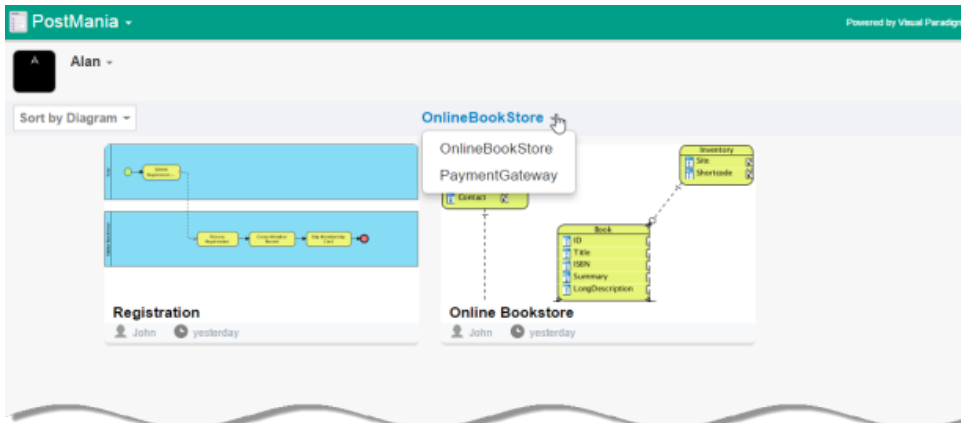 PostMania
Powered by Visual Paradigm
A
Alan
Sort by Diagram
OnlineBookStore
OnlineBookStore
PaymentGateway
Inventory
Site
Shortcode
Contact
Book
ID
Title
ISBN
Summary
LongDescription
Registration
John yesterday
Online Bookstore
John yesterday